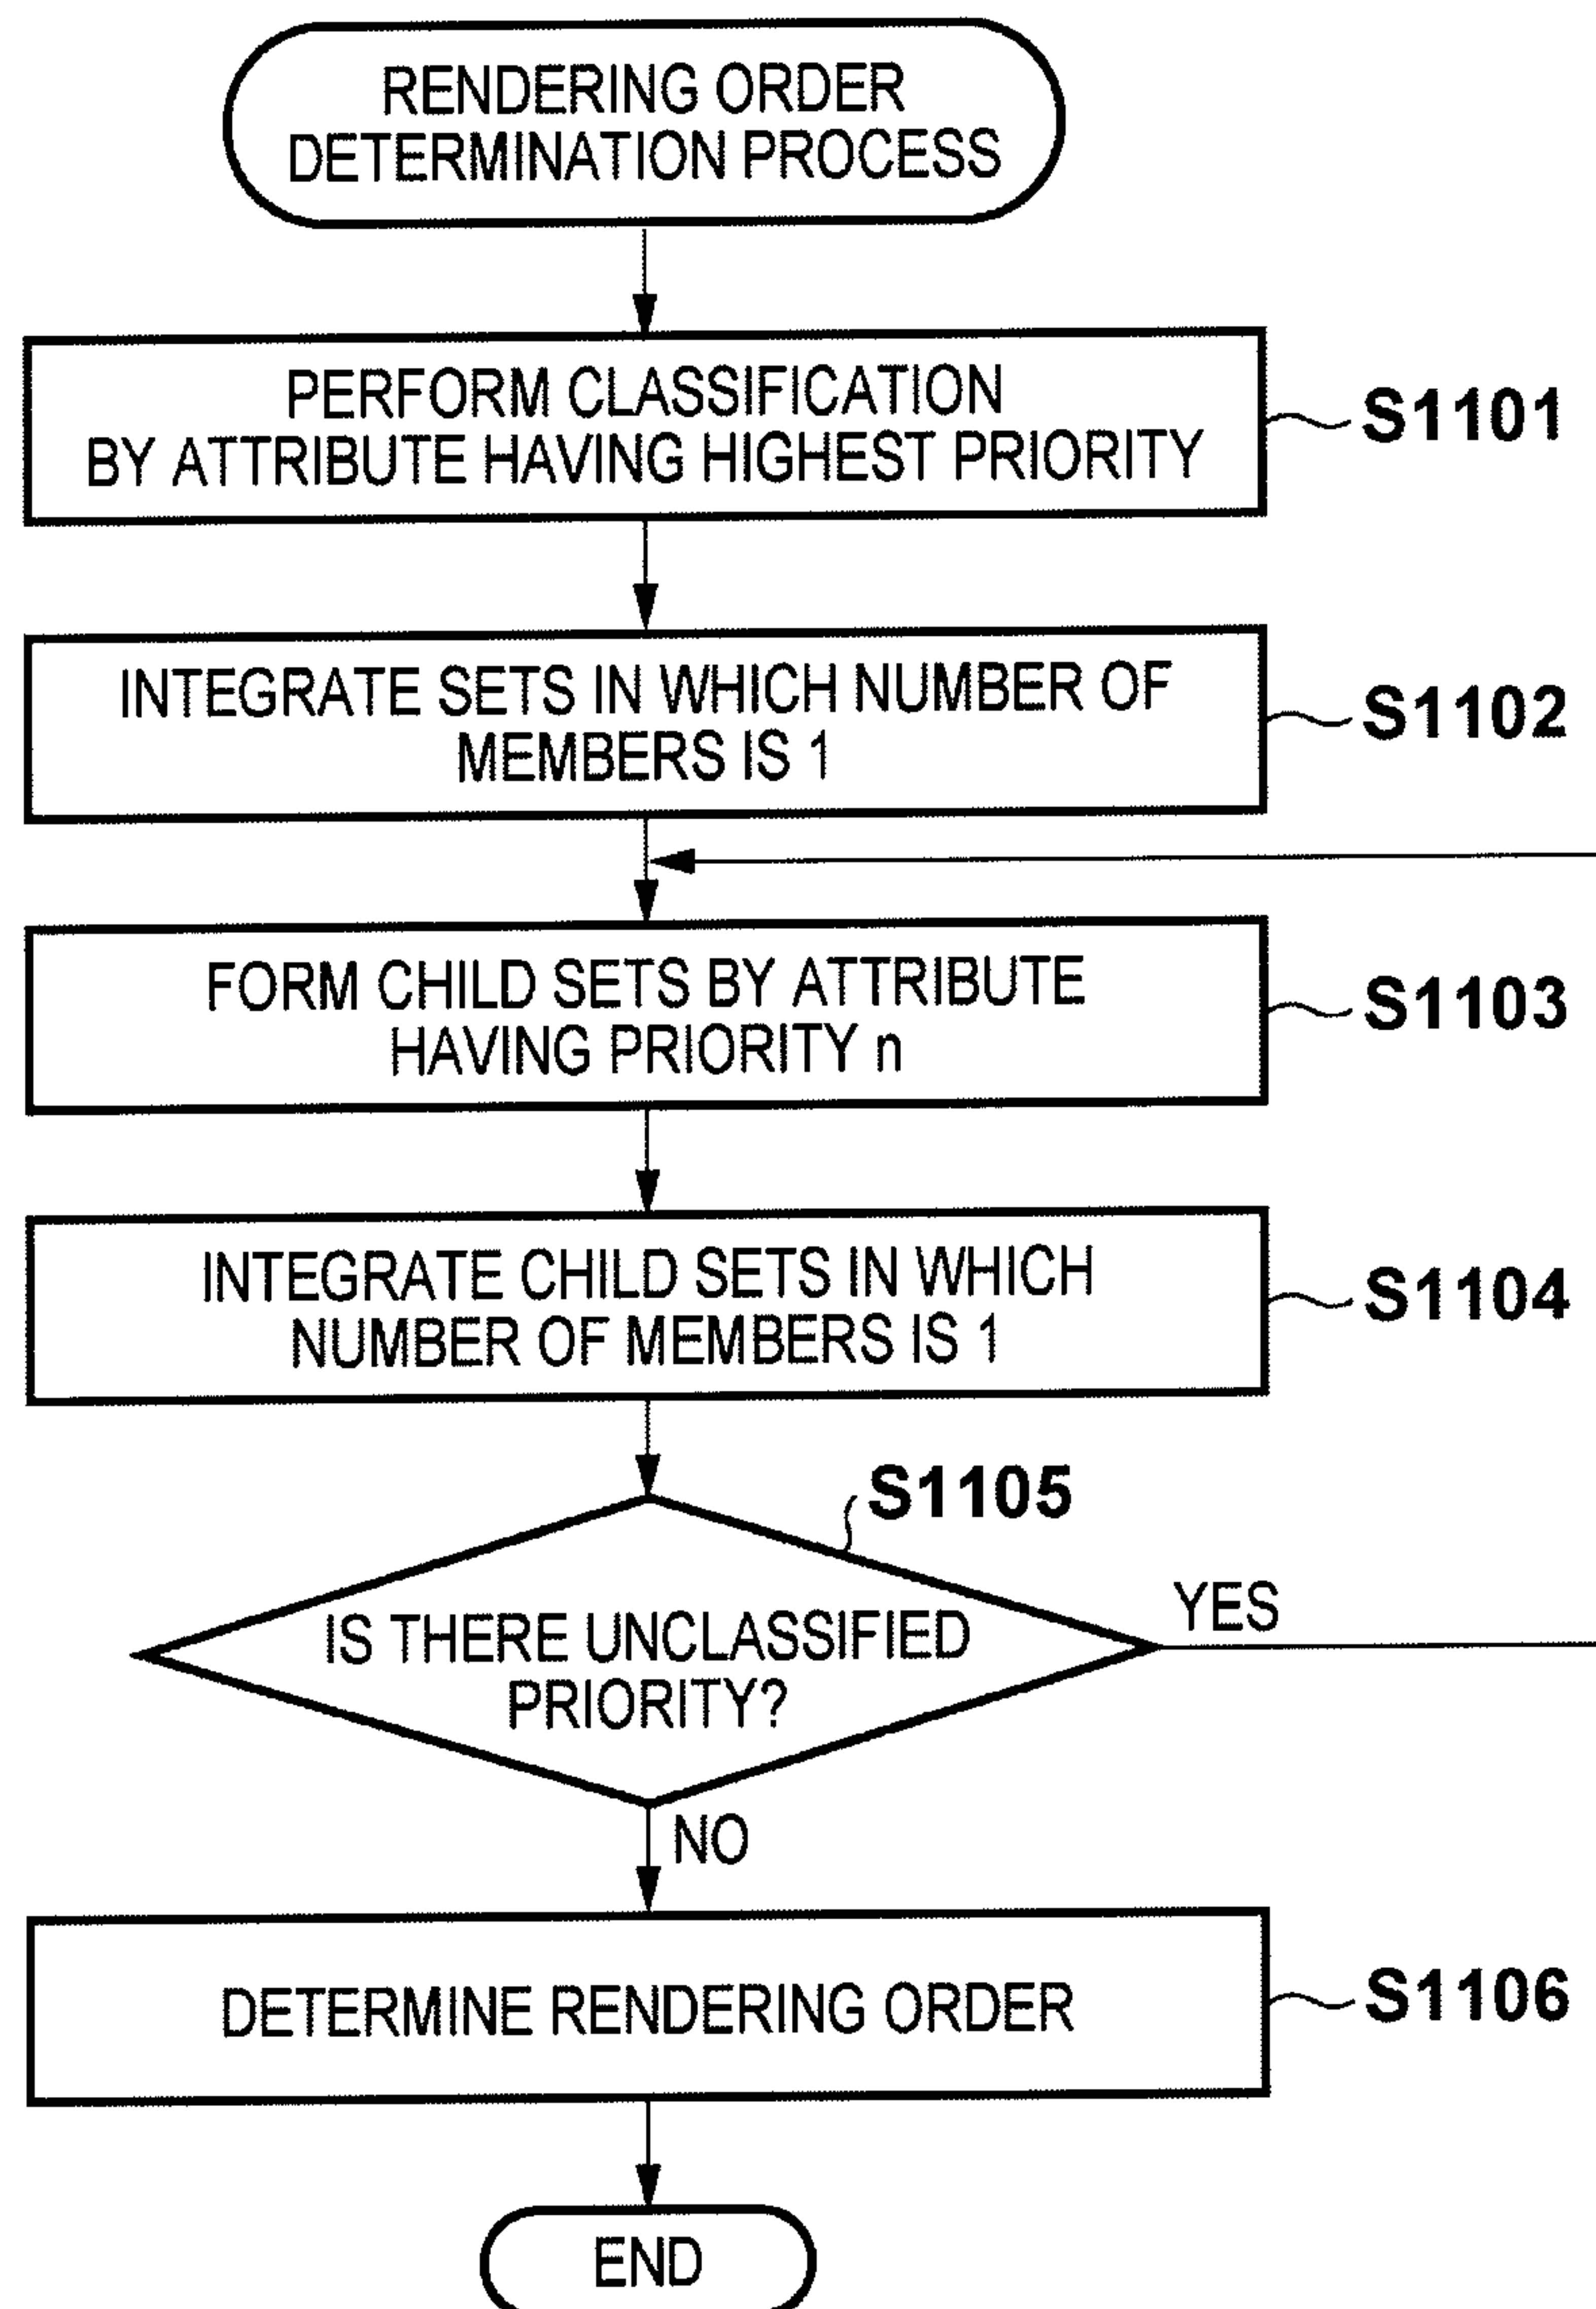 RENDERING ORDER
DETERMINATION PROCESS
PERFORM CLASSIFICATION
BY ATTRIBUTE HAVING HIGHEST PRIORITY
S1101
INTEGRATE SETS IN WHICH NUMBER OF
MEMBERS IS 1
S1102
FORM CHILD SETS BY ATTRIBUTE
HAVING PRIORITY n
S1103
INTEGRATE CHILD SETS IN WHICH
NUMBER OF MEMBERS IS 1
S1104
S1105
IS THERE UNCLASSIFIED
PRIORITY?
YES
NO
DETERMINE RENDERING ORDER
S1106
END